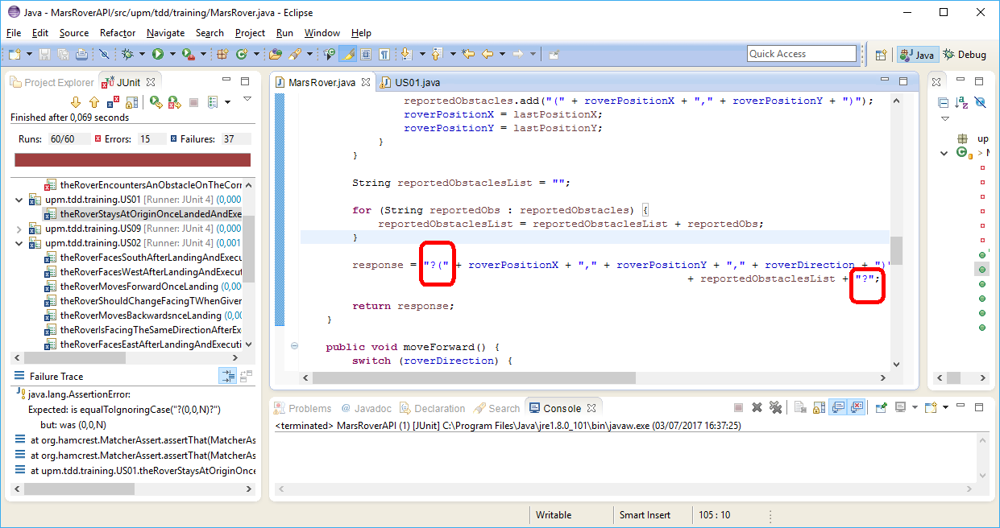 Java - MarsRoverAPI/src/upm/tdd/training/MarsRover.java - Eclipse
File Edit Source Refactor Navigate Search Project Run Window Help
Quick Access
Java
Debug
Project Explorer
JUnit
Finished after 0,069 seconds
Runs: 60/60 Errors: 15 Failures: 37
theRoverEncountersAnObstacleOnTheCorr
upm.tdd.training.US01 [Runner: JUnit 4] (0,000
theRoverStaysAtOriginOnceLandedAndExe
upm.tdd.training.US09 [Runner: JUnit 4] (0,000
upm.tdd.training.US02 [Runner: JUnit 4] (0,001
theRoverFacesSouthAfterLandingAndExecu
theRoverFacesWestAfterLandingAndExecut
theRoverMovesForwardOnceLanding (0,00
theRoverShouldChangeFacingTWhenGiver
theRoverMovesBackwardsnceLanding (0,0
theRoverIsFacingTheSameDirectionAfterEx
theRoverFacesEastAfterLandingAndExecuti
Failure Trace
java.lang.AssertionError:
Expected: is equalToIgnoringCase("?(0,0,N)?")
but: was (0,0,N)
at org.hamcrest.MatcherAssert.assertThat(MatcherAs
at org.hamcrest.MatcherAssert.assertThat(MatcherAs
at upm.tdd.training.US01.theRoverStaysAtOriginOnce
MarsRover.java
US01.java
reportedObstacles.add("(" + roverPositionX + "," + roverPositionY + ")");
roverPositionX = lastPositionX;
roverPositionY = lastPositionY;
}
}
String reportedObstaclesList = "";
for (String reportedObs : reportedObstacles) {
reportedObstaclesList = reportedObstaclesList + reportedObs;
}
response = "?(" + roverPositionX + "," + roverPositionY + "," + roverDirection + ")"
+ reportedObstaclesList + "?";
return response;
}
public void moveForward() {
switch (roverDirection) {
up
> M
Problems
@ Javadoc
Declaration
Search
Console
<terminated> MarsRoverAPI (1) [JUnit] C:\Program Files\Java\jre1.8.0_101\bin\javaw.exe (03/07/2017 16:37:25)
Writable
Smart Insert
105 : 10